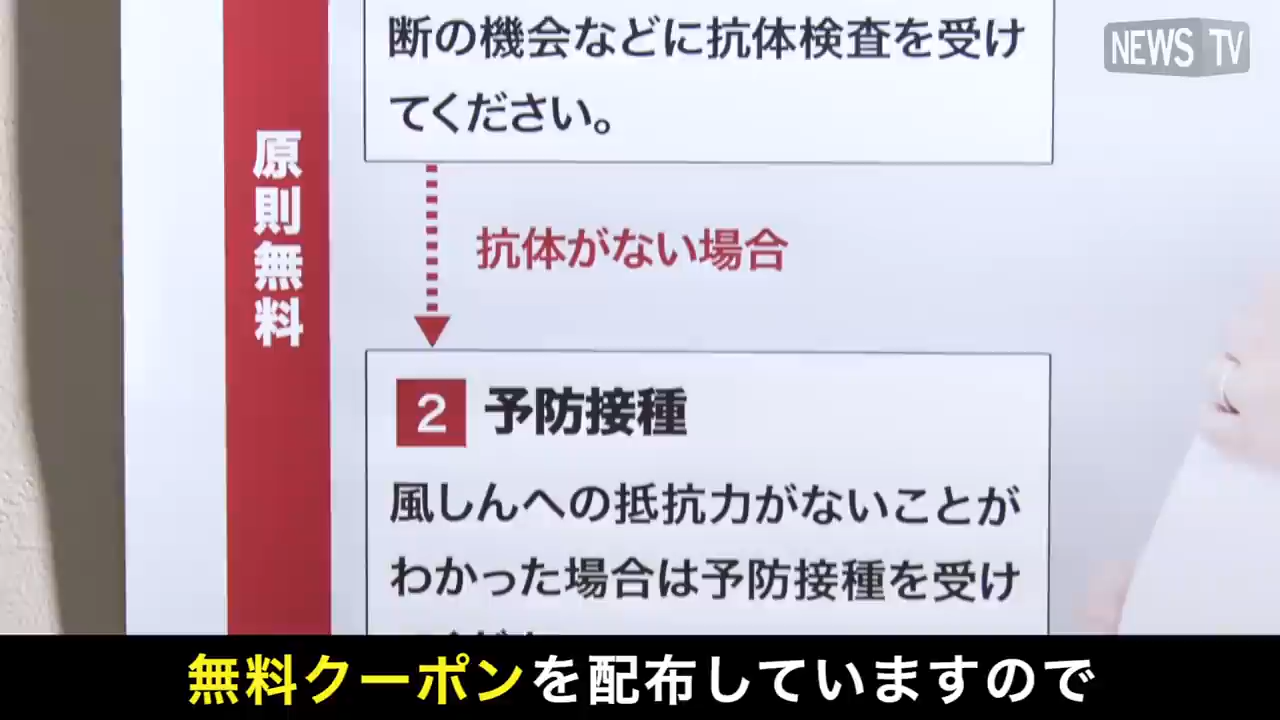 NEWS TV
断の機会などに抗体検査を受け
てください。
原則無料
抗体がない場合
2 予防接種
風しんへの抵抗力がないことが
わかった場合は予防接種を受け
無料クーポンを配布していますので